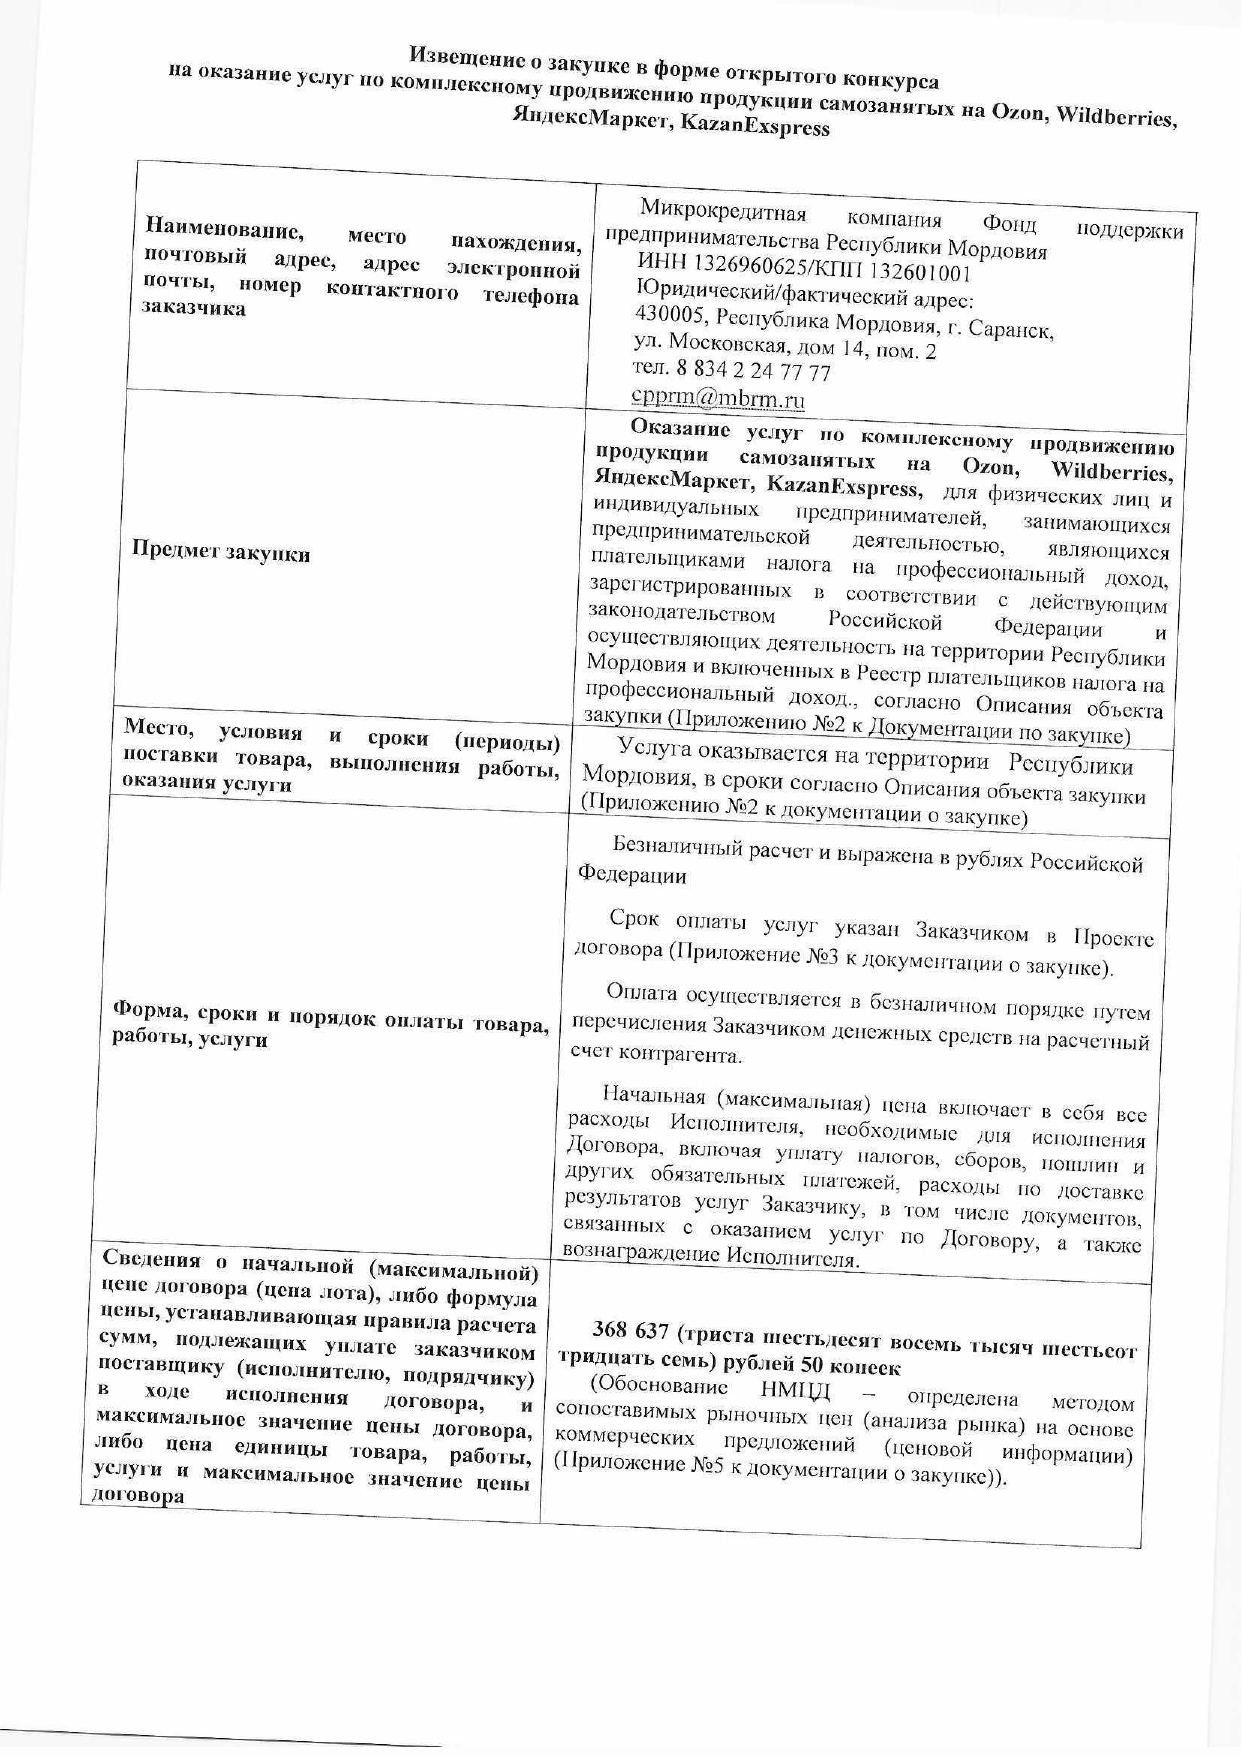 Извещение о закупке в форме открытого конкурса
на оказание услуг по комплексному продвижению продукции самозанятых на Ozon, Wildberries,
ЯндексМаркет, KazanExspress
Наименование, место нахождения,
почтовый адрес, адрес электронной
почты, номер контактного телефона
заказчика
Микрокредитная компания Фонд поддержки
предпринимательства Республики Мордовия
ИНН 1326960625/КПП 132601001
Юридический/фактический адрес:
430005, Республика Мордовия, г. Саранск,
ул. Московская, дом 14, пом. 2
тел. 8 834 2 24 77 77
cpprm@mbrm.ru
Предмет закупки
Оказание услуг по комплексному продвижению
продукции самозанятых на Ozon, Wildberries,
ЯндексМаркет, KazanExspress, для физических лиц и
индивидуальных предпринимателей, занимающихся
предпринимательской деятельностью, являющихся
плательщиками налога на профессиональный доход,
зарегистрированных в соответствии с действующим
законодательством Российской Федерации и
осуществляющих деятельность на территории Республики
Мордовия и включенных в Реестр плательщиков налога на
профессиональный доход., согласно Описания объекта
закупки (Приложению №2 к Документации по закупке)
Место, условия и сроки (периоды)
поставки товара, выполнения работы,
оказания услуги
Услуга оказывается на территории Республики
Мордовия, в сроки согласно Описания объекта закупки
(Приложению №2 к документации о закупке)
Форма, сроки и порядок оплаты товара,
работы, услуги
Безналичный расчет и выражена в рублях Российской
Федерации
Срок оплаты услуг указан Заказчиком в Проекте
договора (Приложение №3 к документации о закупке).
Оплата осуществляется в безналичном порядке путем
перечисления Заказчиком денежных средств на расчетный
счет контрагента.
Начальная (максимальная) цена включает в себя все
расходы Исполнителя, необходимые для исполнения
Договора, включая уплату налогов, сборов, пошлин и
других обязательных платежей, расходы по доставке
результатов услуг Заказчику, в том числе документов,
связанных с оказанием услуг по Договору, а также
вознаграждение Исполнителя.
Сведения о начальной (максимальной)
цене договора (цена лота), либо формула
цены, устанавливающая правила расчета
сумм, подлежащих уплате заказчиком
поставщику (исполнителю, подрядчику)
в ходе исполнения договора, и
максимальное значение цены договора,
либо цена единицы товара, работы,
услуги и максимальное значение цены
договора
368 637 (триста шестьдесят восемь тысяч шестьсот
тридцать семь) рублей 50 копеек
(Обоснование НМЦД – определена методом
сопоставимых рыночных цен (анализа рынка) на основе
коммерческих предложений (ценовой информации)
(Приложение №5 к документации о закупке)).